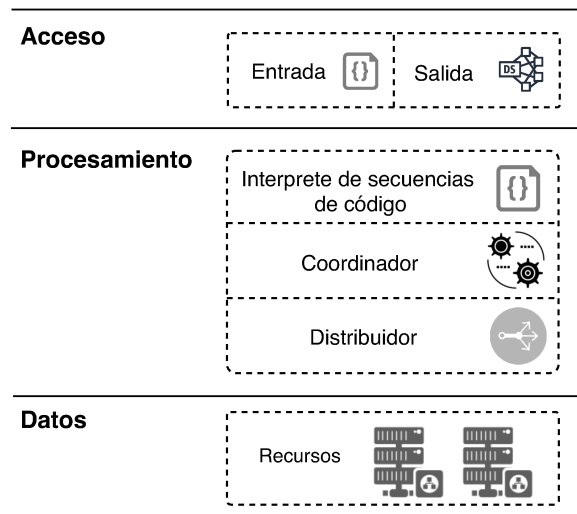 Acceso
Entrada {}
Salida DS
Procesamiento
Interprete de secuencias
de código {}
Coordinador
Distribuidor
Datos
Recursos